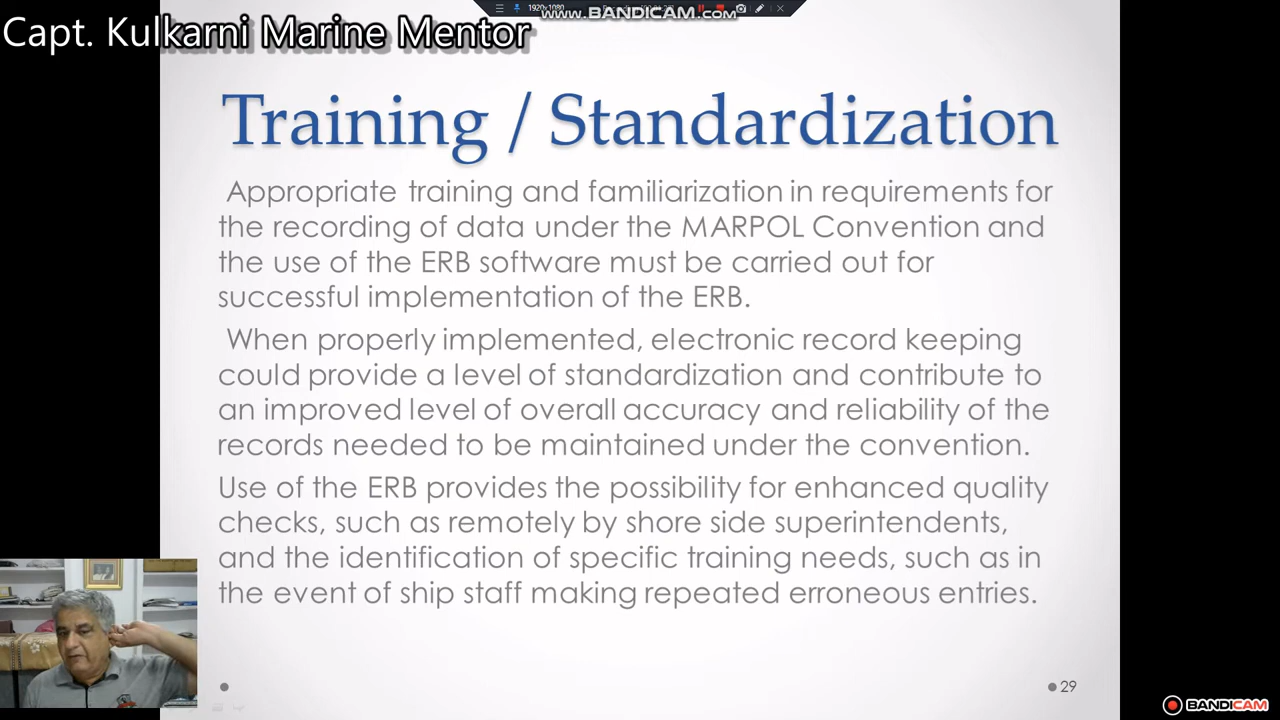 1920x1080
www.BANDICAM.com
Capt. Kulkarni Marine Mentor
Training / Standardization
Appropriate training and familiarization in requirements for
the recording of data under the MARPOL Convention and
the use of the ERB software must be carried out for
successful implementation of the ERB.
When properly implemented, electronic record keeping
could provide a level of standardization and contribute to
an improved level of overall accuracy and reliability of the
records needed to be maintained under the convention.
Use of the ERB provides the possibility for enhanced quality
checks, such as remotely by shore side superintendents,
and the identification of specific training needs, such as in
the event of ship staff making repeated erroneous entries.
29
BANDICAM